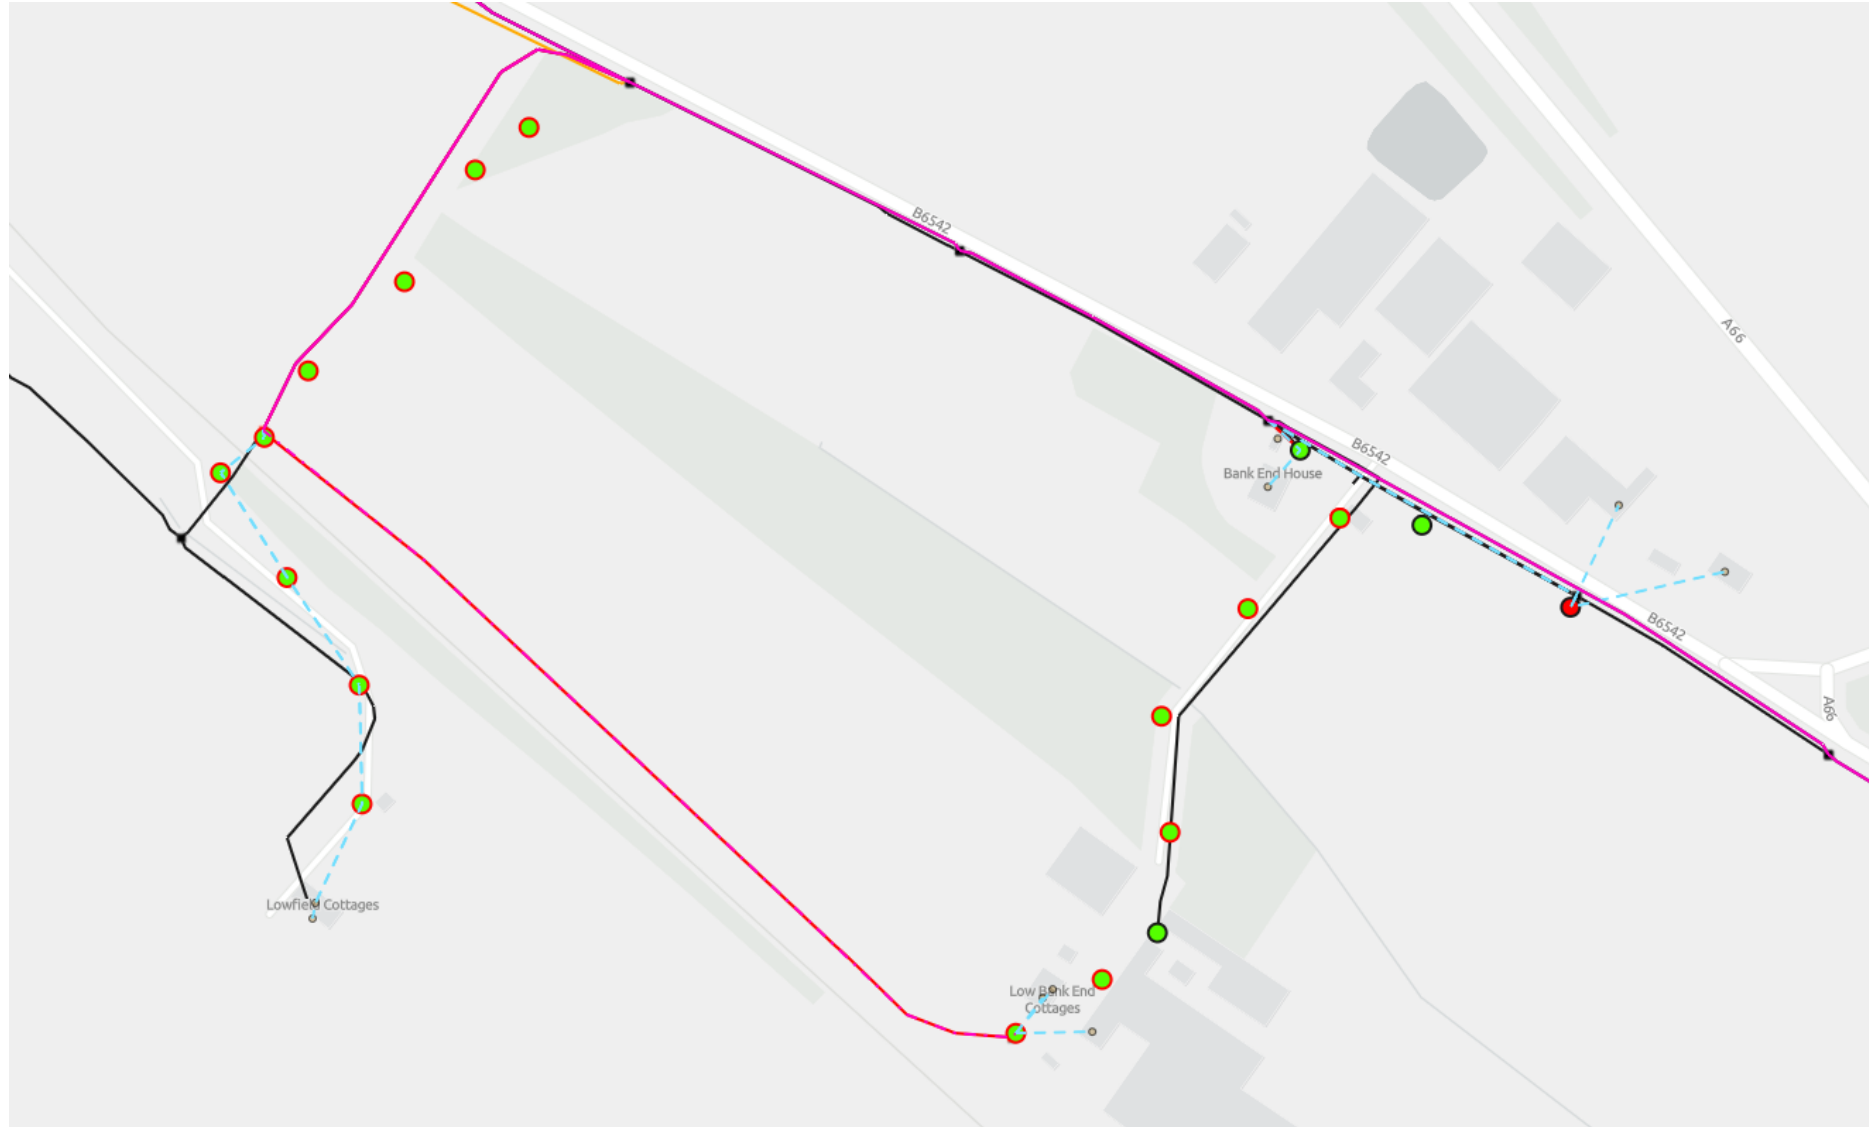 B6542
A66
B6542
Bank End House
B6542
A66
Lowfield Cottages
Low Bank End
Cottages